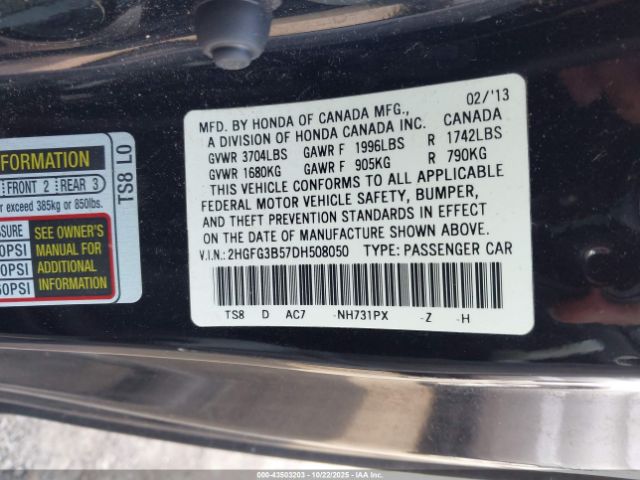 FORMATION
FRONT 2 REAR 3
r exceed 385kg or 850lbs.
SURE
0PSI
0PSI
60PSI
SEE OWNER'S
MANUAL FOR
ADDITIONAL
INFORMATION
TS8 L0
02/'13
MFD. BY HONDA OF CANADA MFG., CANADA
A DIVISION OF HONDA CANADA INC.
GVWR 3704LBS GAWR F 1996LBS R 1742LBS
GVWR 1680KG GAWR F 905KG R 790KG
THIS VEHICLE CONFORMS TO ALL APPLICABLE
FEDERAL MOTOR VEHICLE SAFETY, BUMPER,
AND THEFT PREVENTION STANDARDS IN EFFECT
ON THE DATE OF MANUFACTURE SHOWN ABOVE.
V.I.N.: 2HGFG3B57DH508050 TYPE: PASSENGER CAR
TS8 D AC7 -NH731PX -Z -H
000-43503203 - 10/22/2025 - IAA Inc.